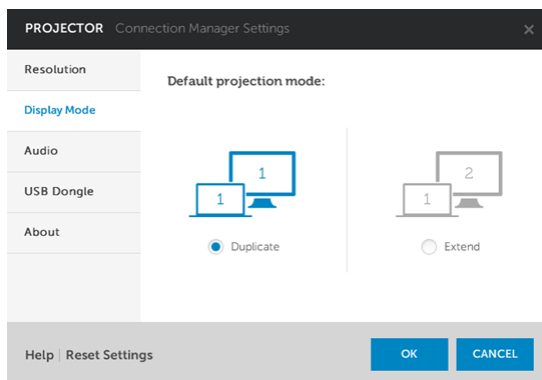 PROJECTOR Connection Manager Settings
Resolution
Display Mode
Audio
USB Dongle
About
Default projection mode:
1
1
Duplicate
2
1
Extend
Help | Reset Settings
OK
CANCEL